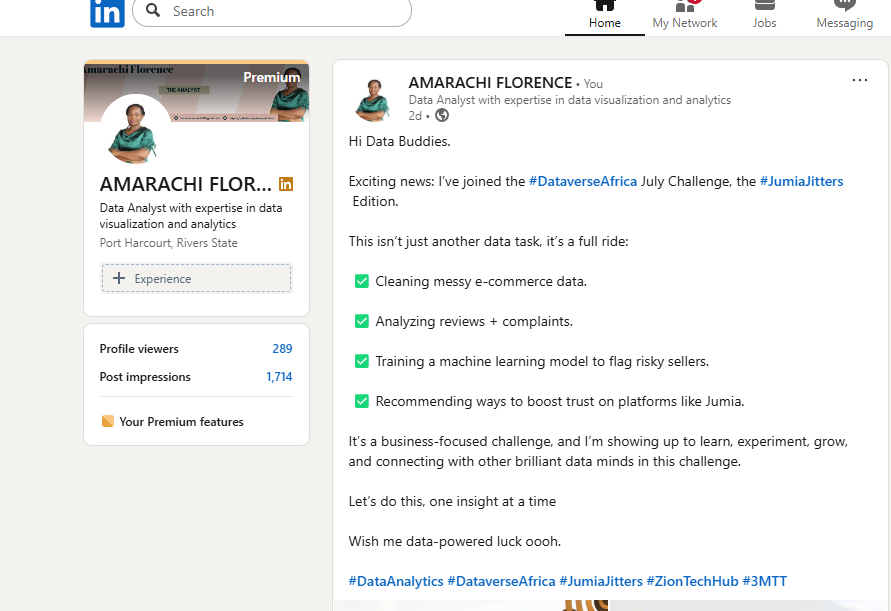 in
Search
Home
My Network
Jobs
Messaging
Amarachi Florence
Premium
THE ANALYST
AMARACHI FLOR... in
Data Analyst with expertise in data
visualization and analytics
Port Harcourt, Rivers State
+ Experience
Profile viewers 289
Post impressions 1,714
Your Premium features
AMARACHI FLORENCE • You
Data Analyst with expertise in data visualization and analytics
2d •
Hi Data Buddies.
Exciting news: I’ve joined the #DataverseAfrica July Challenge, the #JumiaJitters
Edition.
This isn’t just another data task, it’s a full ride:
✅ Cleaning messy e-commerce data.
✅ Analyzing reviews + complaints.
✅ Training a machine learning model to flag risky sellers.
✅ Recommending ways to boost trust on platforms like Jumia.
It’s a business-focused challenge, and I’m showing up to learn, experiment, grow,
and connecting with other brilliant data minds in this challenge.
Let’s do this, one insight at a time
Wish me data-powered luck oooh.
#DataAnalytics #DataverseAfrica #JumiaJitters #ZionTechHub #3MTT